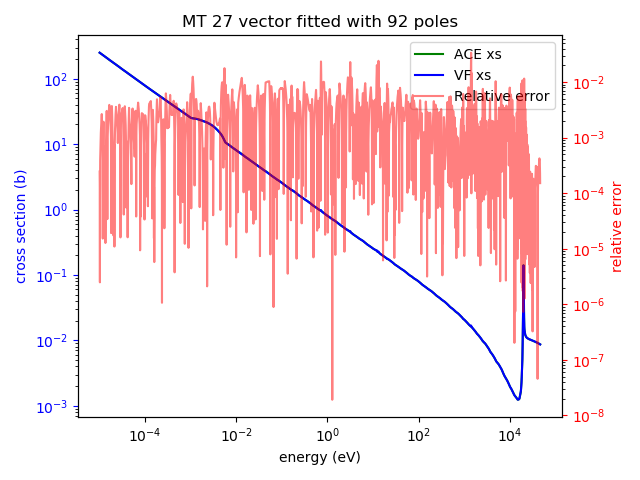 MT 27 vector fitted with 92 poles
ACE xs
VF xs
Relative error
cross section (b)
10²
10¹
10⁰
10⁻¹
10⁻²
10⁻³
relative error
10⁻²
10⁻³
10⁻⁴
10⁻⁵
10⁻⁶
10⁻⁷
10⁻⁸
10⁻⁴ 10⁻² 10⁰ 10² 10⁴
energy (eV)